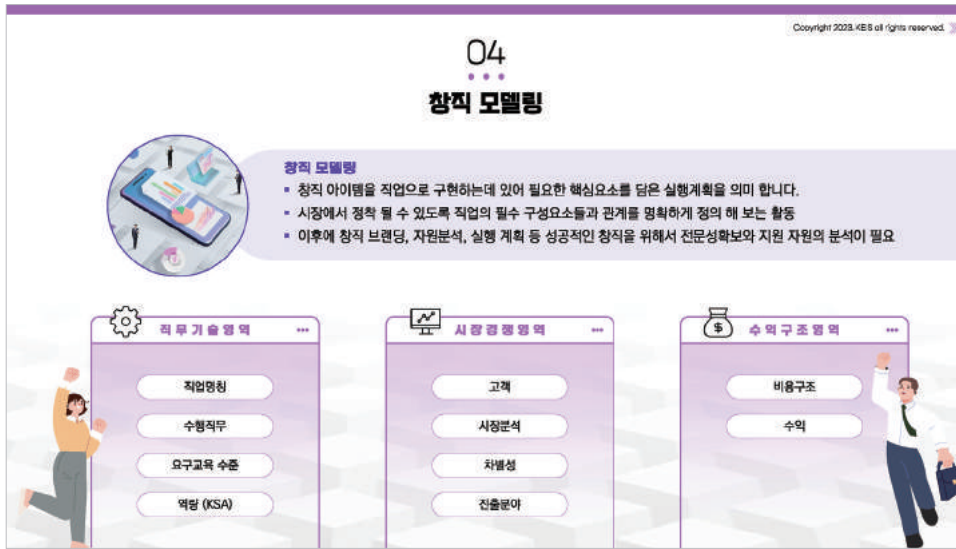 Copyright 2023.KBS all rights reserved.
04
창직 모델링
창직 모델링
창직 아이템을 직업으로 구현하는데 있어 필요한 핵심요소를 담은 실행계획을 의미 합니다.
시장에서 정착 될 수 있도록 직업의 필수 구성요소들과 관계를 명확하게 정의 해 보는 활동
이후에 창직 브랜딩, 자원분석, 실행 계획 등 성공적인 창직을 위해서 전문성확보와 지원 자원의 분석이 필요
직무기술영역
시장경쟁영역
수익구조영역
직업명칭
고객
비용구조
수행직무
시장분석
수익
요구교육 수준
차별성
역량 (KSA)
진출분야